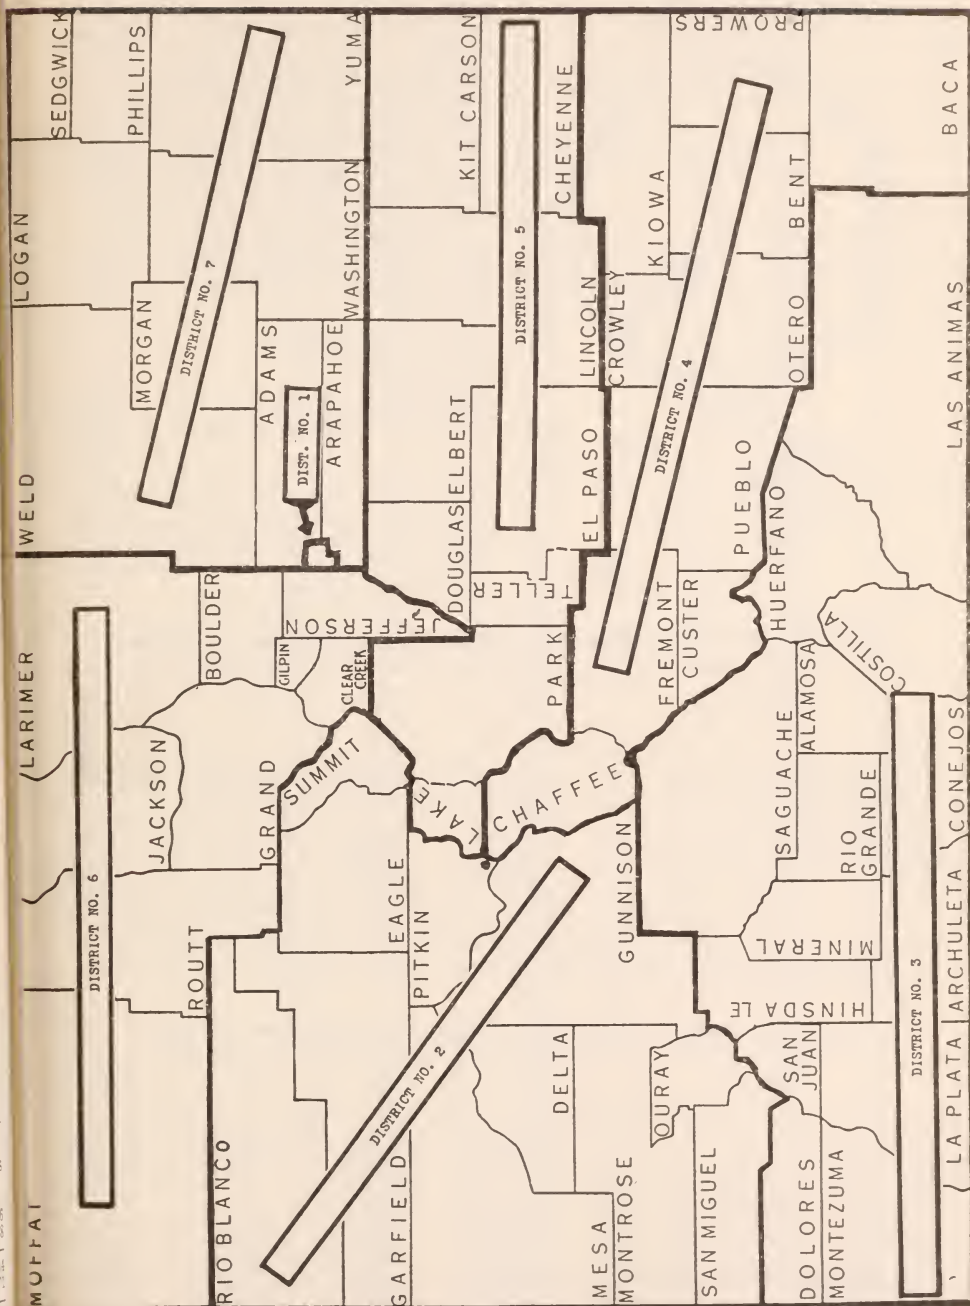 SEDGWICK
PHILLIPS
YUMA
KIT CARSON
CHEYENNE
PROWERS
BACA
LOGAN
MORGAN
DISTRICT NO. 7
ADAMS
ARAPAHOE
WASHINGTON
DIST. NO. 1
DISTRICT NO. 5
LINCOLN
KIOWA
CROWLEY
BENT
OTERO
DISTRICT NO. 4
LAS ANIMAS
WELD
DOUGLAS
ELBERT
EL PASO
TELLER
PUEBLO
HUERFANO
LARIMER
BOULDER
GILPIN
JEFFERSON
CLEAR
CREEK
PARK
FREMONT
CUSTER
COSTILLA
JACKSON
GRAND
SUMMIT
LAKE
CHAFFEE
SAGUACHE
ALAMOSA
RIO
GRANDE
CONEJOS
DISTRICT NO. 6
ROUTT
EAGLE
PITKIN
GUNNISON
MINERAL
HINSDALE
ARCHULETA
DISTRICT NO. 2
DELTA
OURAY
SAN
JUAN
DISTRICT NO. 3
LA PLATA
MOFFAT
RIO BLANCO
GARFIELD
MESA
MONTROSE
SAN MIGUEL
DOLORES
MONTEZUMA